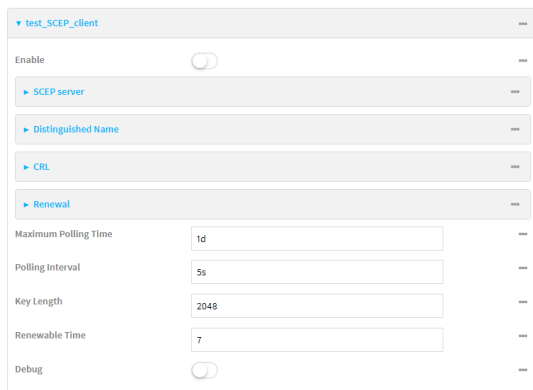 test_SCEP_client
Enable
SCEP server
Distinguished Name
CRL
Renewal
Maximum Polling Time
1d
Polling Interval
5s
Key Length
2048
Renewable Time
7
Debug